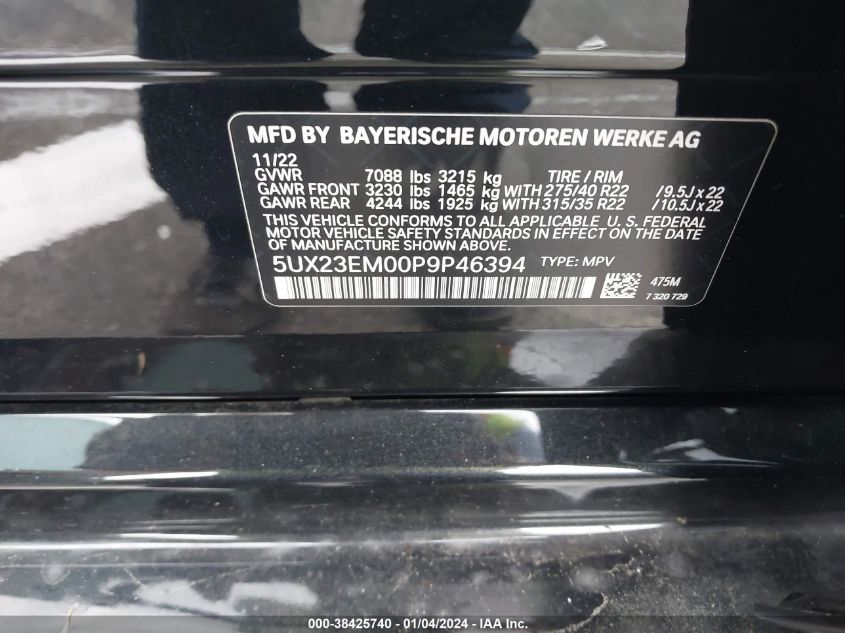 MFD BY BAYERISCHE MOTOREN WERKE AG
11/22
GVWR 7088 lbs 3215 kg TIRE / RIM
GAWR FRONT 3230 lbs 1465 kg WITH 275/40 R22 /9.5J x 22
GAWR REAR 4244 lbs 1925 kg WITH 315/35 R22 /10.5J x 22
THIS VEHICLE CONFORMS TO ALL APPLICABLE U. S. FEDERAL
MOTOR VEHICLE SAFETY STANDARDS IN EFFECT ON THE DATE
OF MANUFACTURE SHOWN ABOVE.
5UX23EM00P9P46394 TYPE: MPV
475M
7 320 729
000-38425740 - 01/04/2024 - IAA Inc.